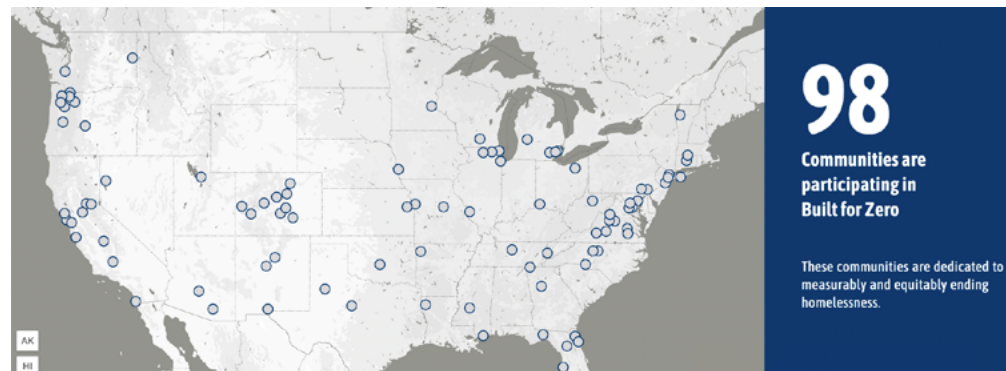 98
Communities are
participating in
Built for Zero
These communities are dedicated to
measurably and equitably ending
homelessness.
AK
HI